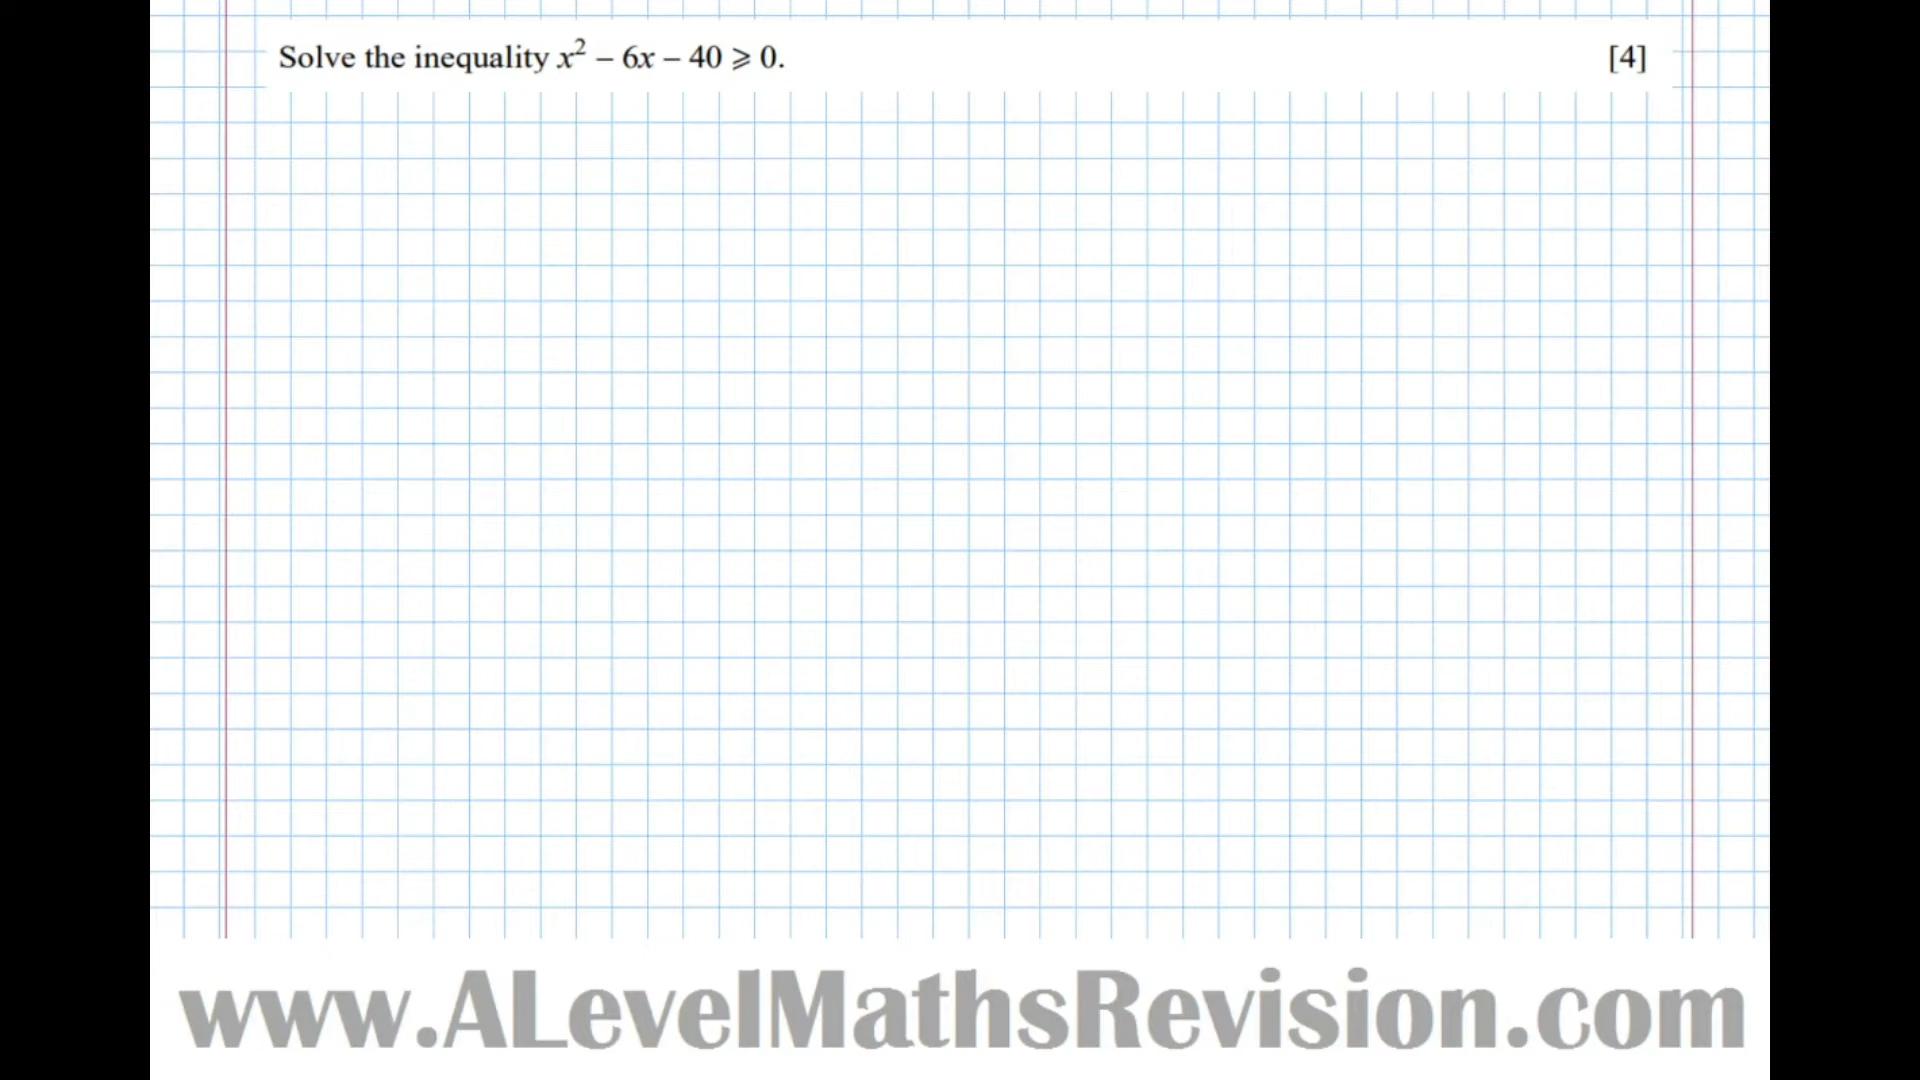 Solve the inequality x² – 6x – 40 ⩾ 0. [4]
www.ALevelMathsRevision.com